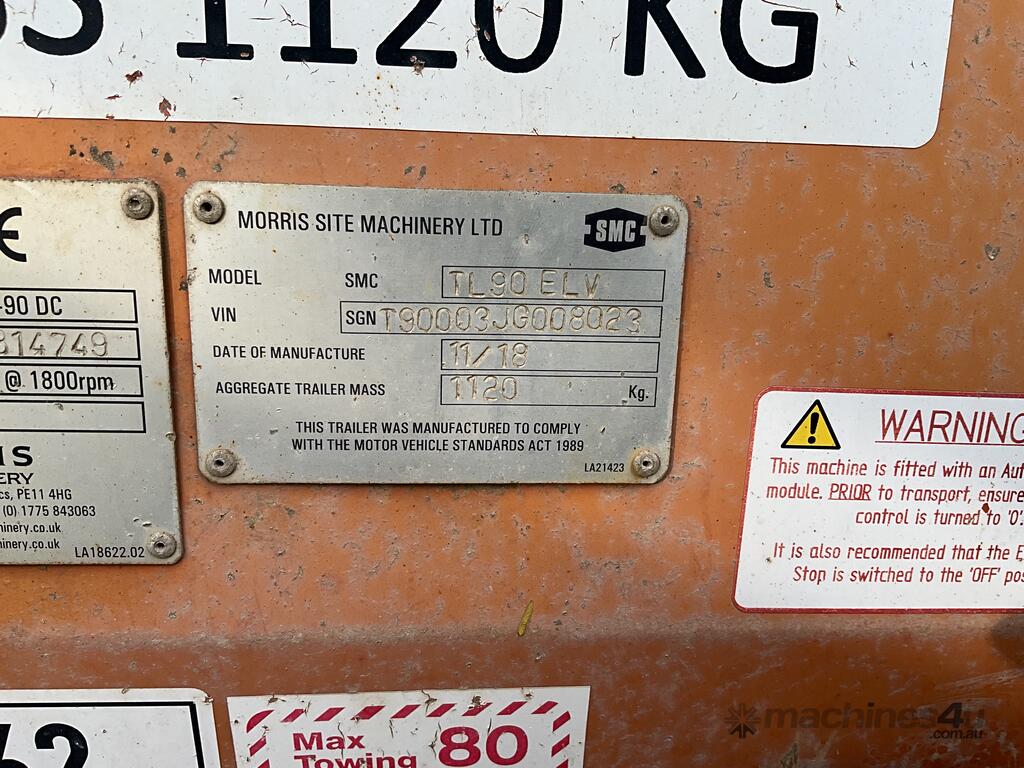 1120 KG
MORRIS SITE MACHINERY LTD
SMC
MODEL SMC TL90 ELV
VIN SGN T90003JG008023
DATE OF MANUFACTURE 11/18
AGGREGATE TRAILER MASS 1120 Kg.
THIS TRAILER WAS MANUFACTURED TO COMPLY
WITH THE MOTOR VEHICLE STANDARDS ACT 1989
LA21423
CE
-90 DC
814749
@ 1800rpm
PE11 4HG
(0) 1775 843063
LA18622.02
WARNING
This machine is fitted with an
module. PRIOR to transport, ensure
control is turned to '0'.
It is also recommended that the
Stop is switched to the 'OFF'
Max
Towing 80
machines4u
.com.au